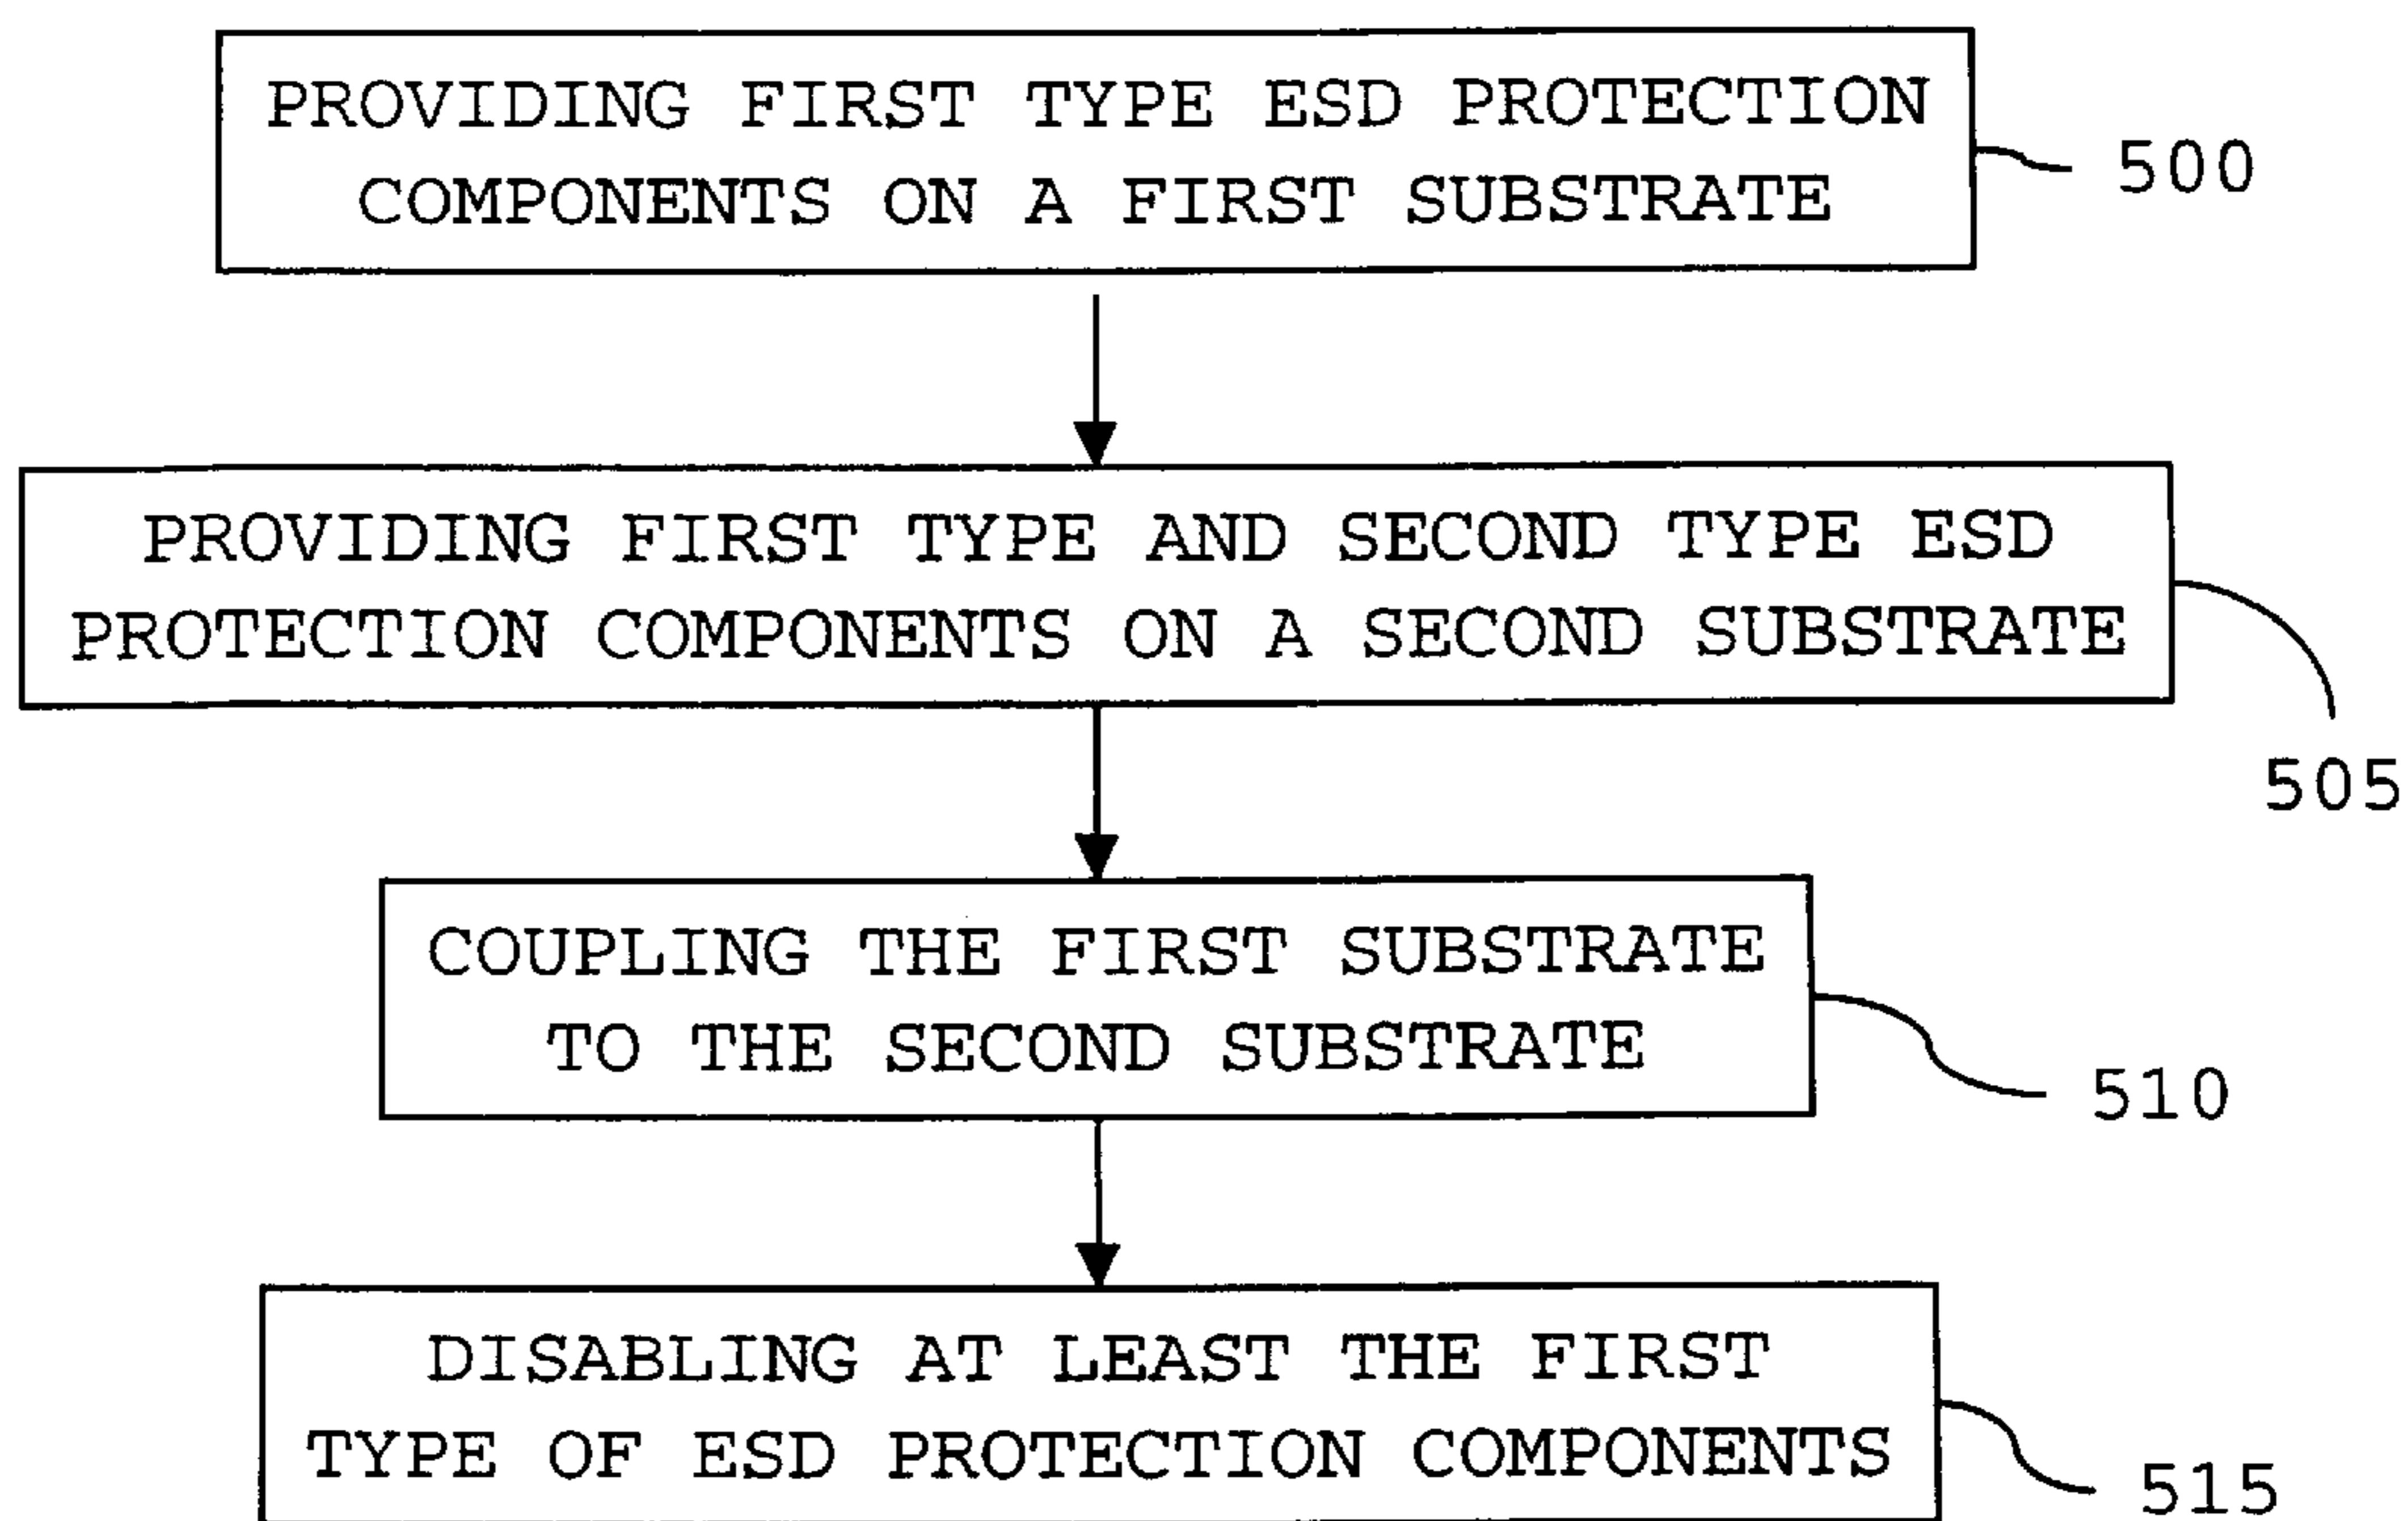 PROVIDING FIRST TYPE ESD PROTECTION
COMPONENTS ON A FIRST SUBSTRATE
500
PROVIDING FIRST TYPE AND SECOND TYPE ESD
PROTECTION COMPONENTS ON A SECOND SUBSTRATE
505
COUPLING THE FIRST SUBSTRATE
TO THE SECOND SUBSTRATE
510
DISABLING AT LEAST THE FIRST
TYPE OF ESD PROTECTION COMPONENTS
515